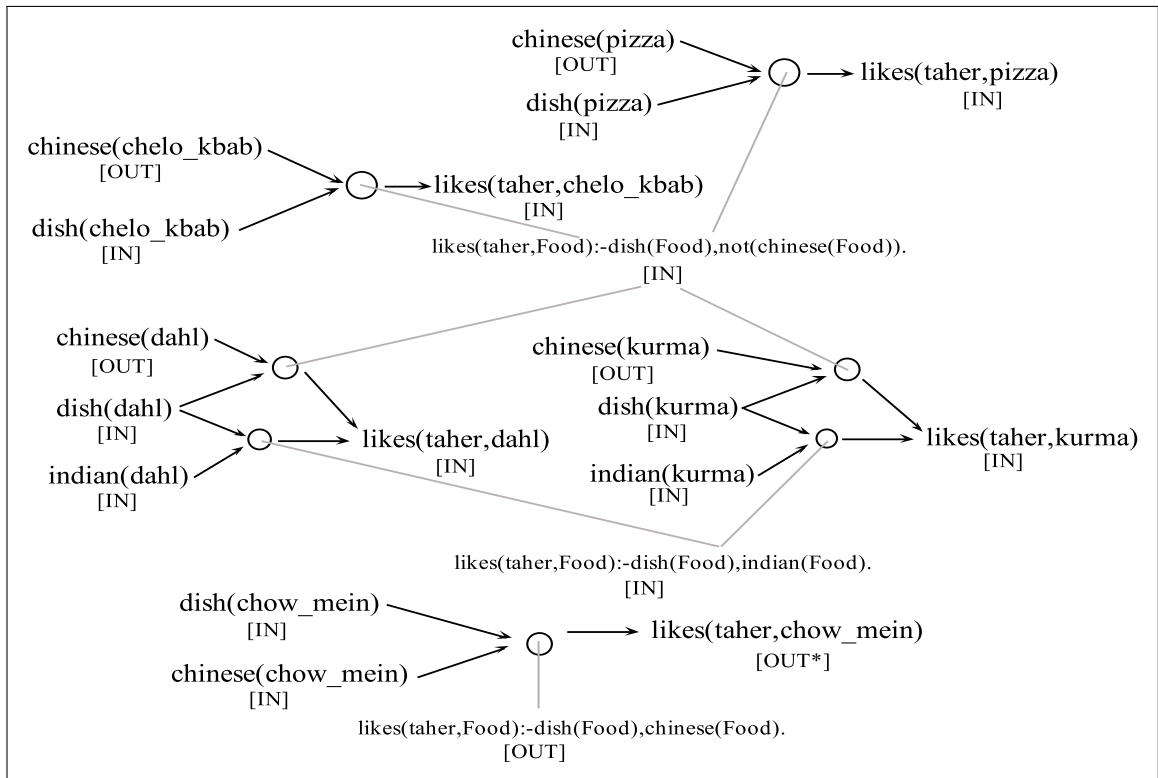 chinese(pizza)
[OUT]
likes(taher,pizza)
[IN]
dish(pizza)
[IN]
chinese(chelo_kbab)
[OUT]
likes(taher,chelo_kbab)
[IN]
dish(chelo_kbab)
[IN]
likes(taher,Food):-dish(Food),not(chinese(Food)).
[IN]
chinese(dahl)
[OUT]
dish(dahl)
[IN]
likes(taher,dahl)
[IN]
indian(dahl)
[IN]
chinese(kurma)
[OUT]
dish(kurma)
[IN]
likes(taher,kurma)
[IN]
indian(kurma)
[IN]
likes(taher,Food):-dish(Food),indian(Food).
[IN]
dish(chow_mein)
[IN]
likes(taher,chow_mein)
[OUT*]
chinese(chow_mein)
[IN]
likes(taher,Food):-dish(Food),chinese(Food).
[OUT]